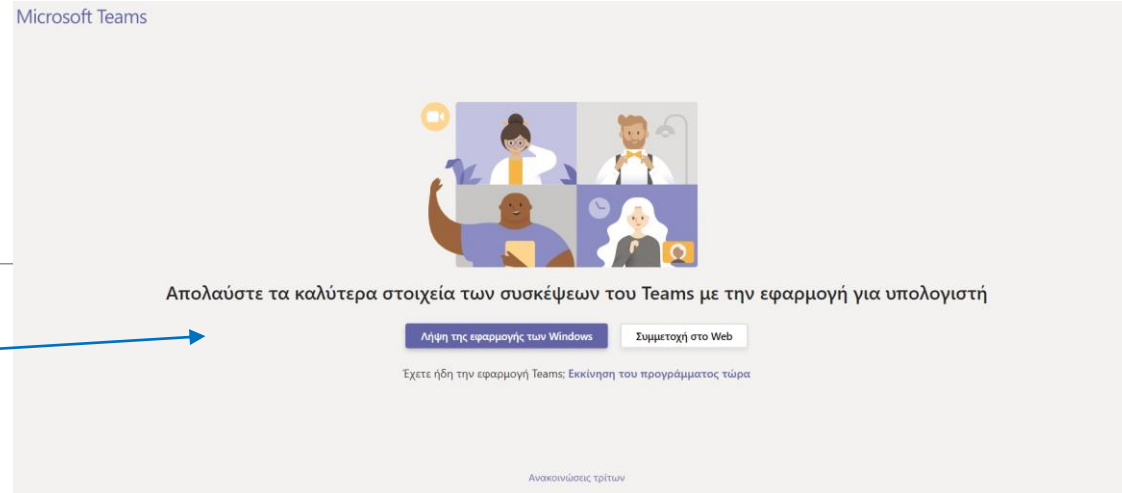 Microsoft Teams
Απολαύστε τα καλύτερα στοιχεία των συσκέψεων του Teams με την εφαρμογή για υπολογιστή
Λήψη της εφαρμογής των Windows Συμμετοχή στο Web
Έχετε ήδη την εφαρμογή Teams; Εκκίνηση του προγράμματος τώρα
Ανακοινώσεις τρίτων